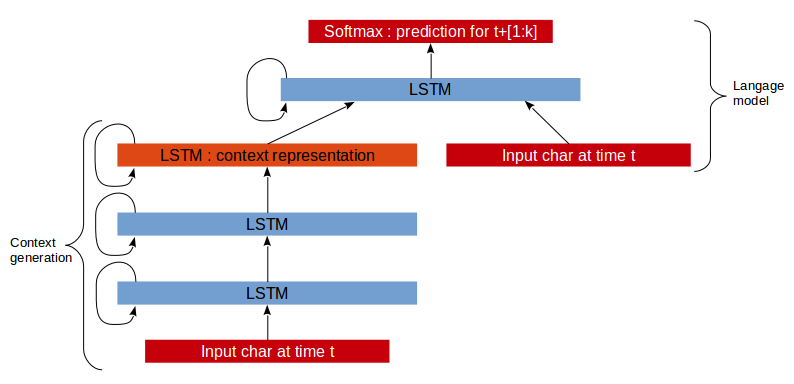 Softmax : prediction for t+[1:k]
LSTM
Langage
model
LSTM : context representation
Input char at time t
LSTM
Context
generation
LSTM
Input char at time t